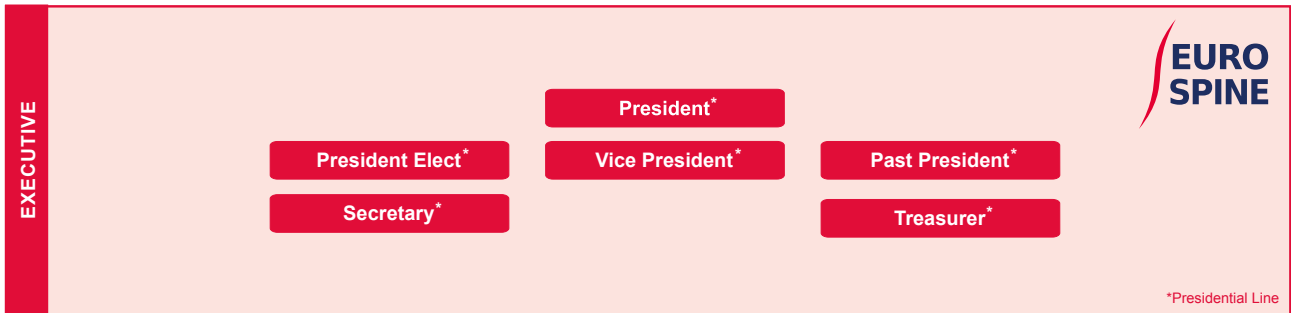 EXECUTIVE
EURO
SPINE
President*
President Elect*
Vice President*
Past President*
Secretary*
Treasurer*
*Presidential Line